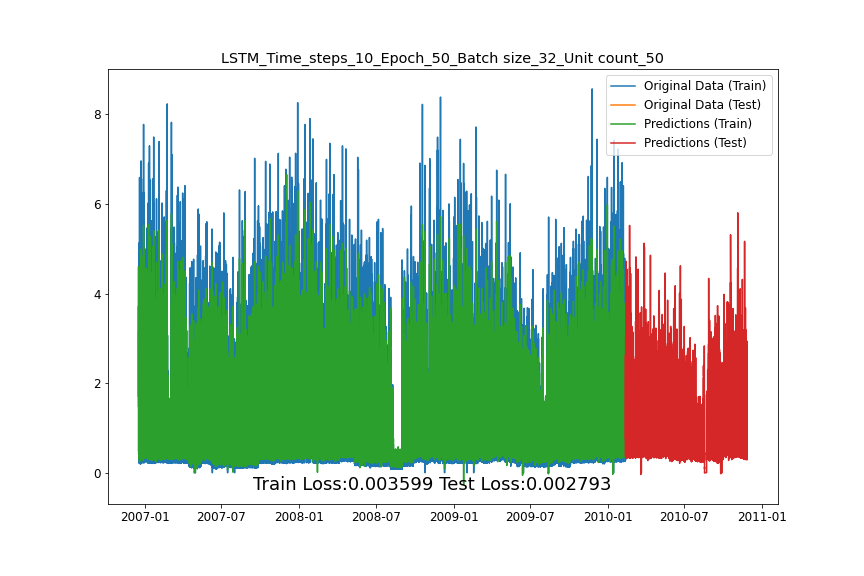 LSTM_Time_steps_10_Epoch_50_Batch size_32_Unit count_50
Original Data (Train)
Original Data (Test)
Predictions (Train)
Predictions (Test)
8
6
4
2
0
Train Loss:0.003599 Test Loss:0.002793
2007-01 2007-07 2008-01 2008-07 2009-01 2009-07 2010-01 2010-07 2011-01